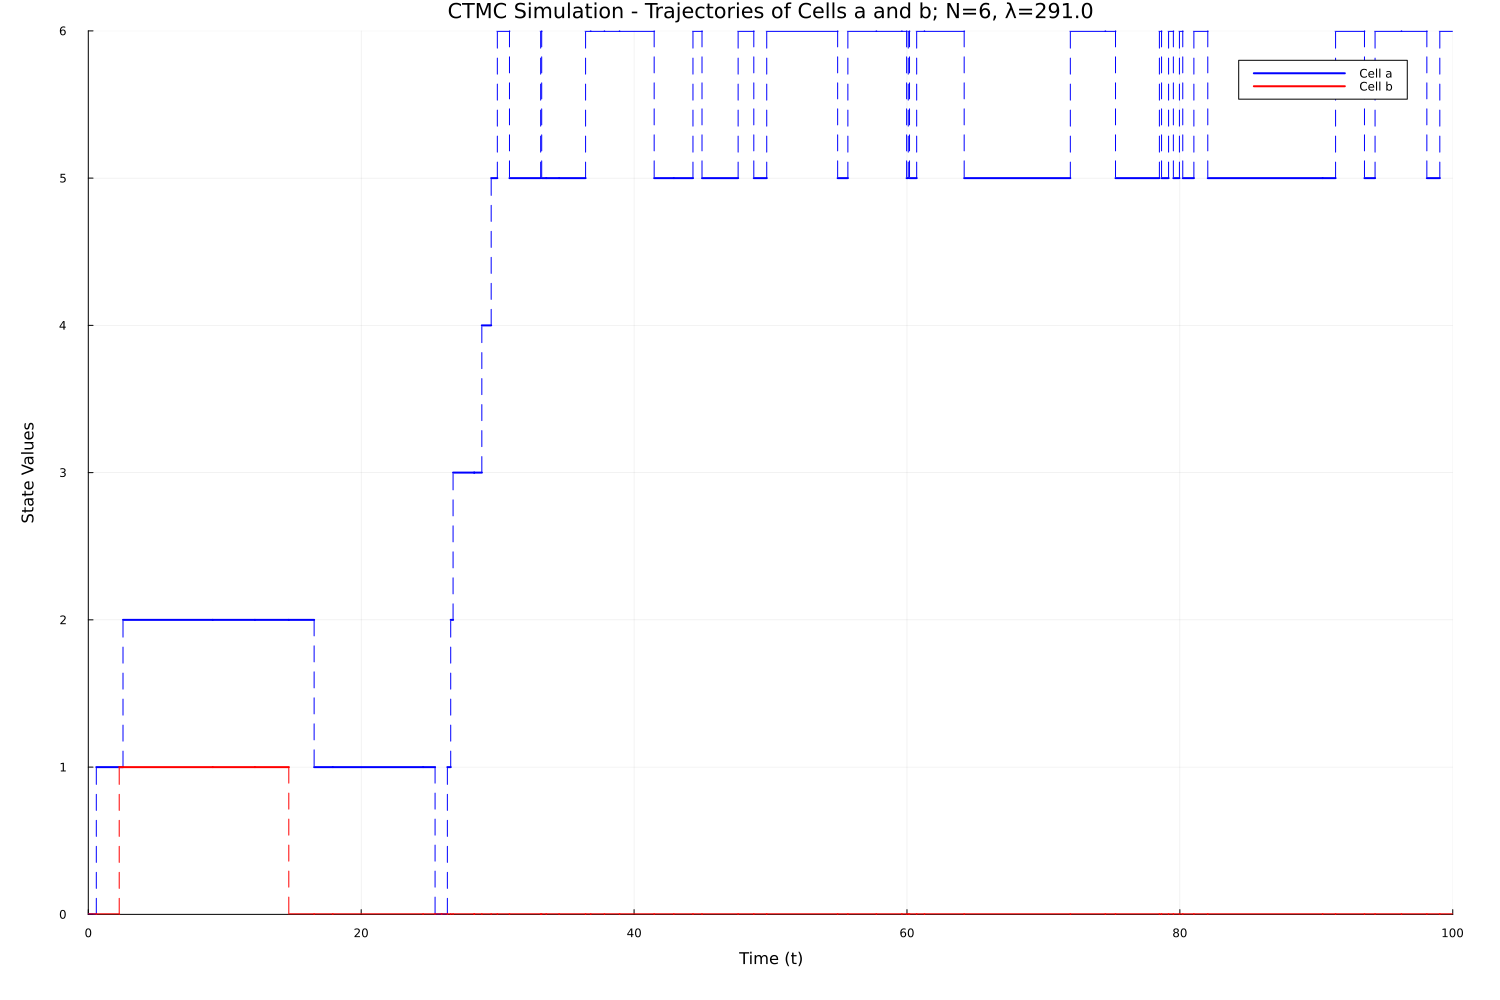 CTMC Simulation - Trajectories of Cells a and b; N=6, λ=291.0
6
Cell a
Cell b
5
4
State Values
3
2
1
0
0 20 40 60 80 100
Time (t)